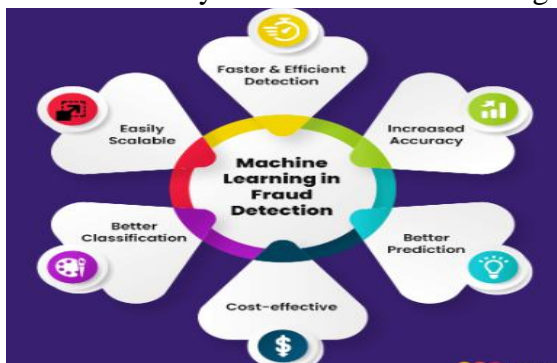 Faster & Efficient
Detection
Increased
Accuracy
Better
Prediction
Cost-effective
$
Better
Classification
Easily
Scalable
Machine
Learning in
Fraud
Detection